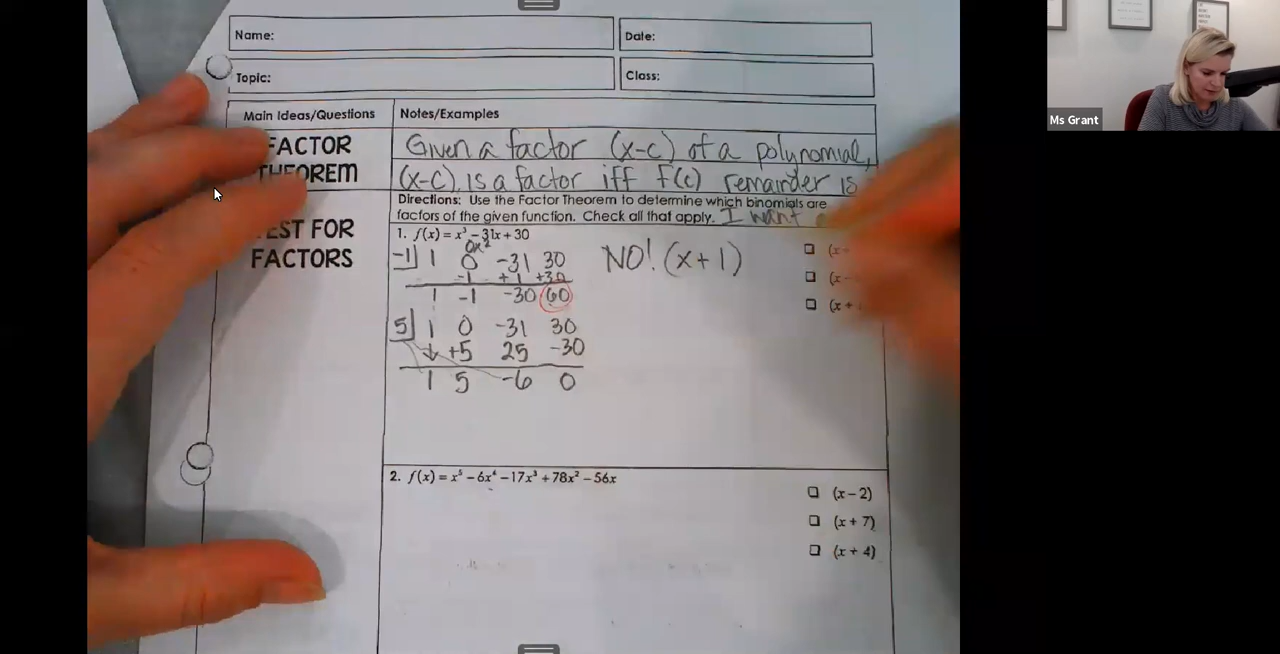 Name:
Date:
Topic:
Class:
Main Ideas/Questions
Notes/Examples
FACTOR
THEOREM
Given a factor (x-c) of a polynomial,
(x-c) is a factor iff f(c) remainder is
Directions: Use the Factor Theorem to determine which binomials are
factors of the given function. Check all that apply. I want
TEST FOR
FACTORS
1. f(x) = x³ − 31x + 30
0x²
-1| 1 0 -31 30
-1 +1 +30
1 -1 -30 60
NO! (x+1)
(x-
(x-
(x+
5| 1 0 -31 30
↓ +5 25 -30
1 5 -6 0
2. f(x) = x⁵ − 6x⁴ − 17x³ + 78x² − 56x
(x − 2)
(x + 7)
(x + 4)
Ms Grant